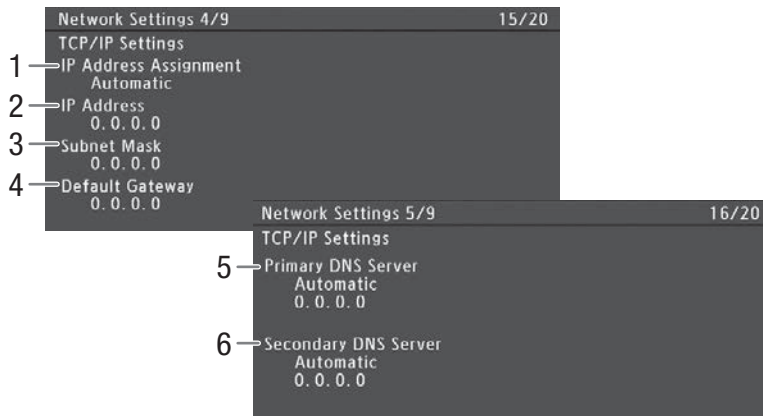 Network Settings 4/9 15/20
TCP/IP Settings
1 IP Address Assignment
Automatic
2 IP Address
0.0.0.0
3 Subnet Mask
0.0.0.0
4 Default Gateway
0.0.0.0
Network Settings 5/9 16/20
TCP/IP Settings
5 Primary DNS Server
Automatic
0.0.0.0
6 Secondary DNS Server
Automatic
0.0.0.0